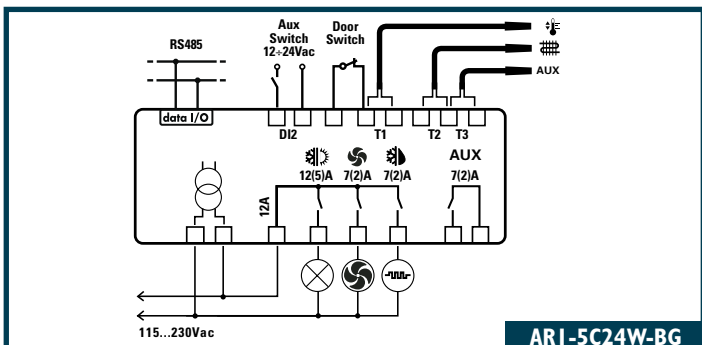 RS485
Aux
Switch
12÷24Vac
Door
Switch
AUX
data I/O
DI2
T1
T2
T3
AUX
12(5)A
7(2)A
7(2)A
7(2)A
12A
115...230Vac
AR1-5C24W-BG